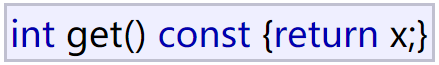 int get() const {return x;}